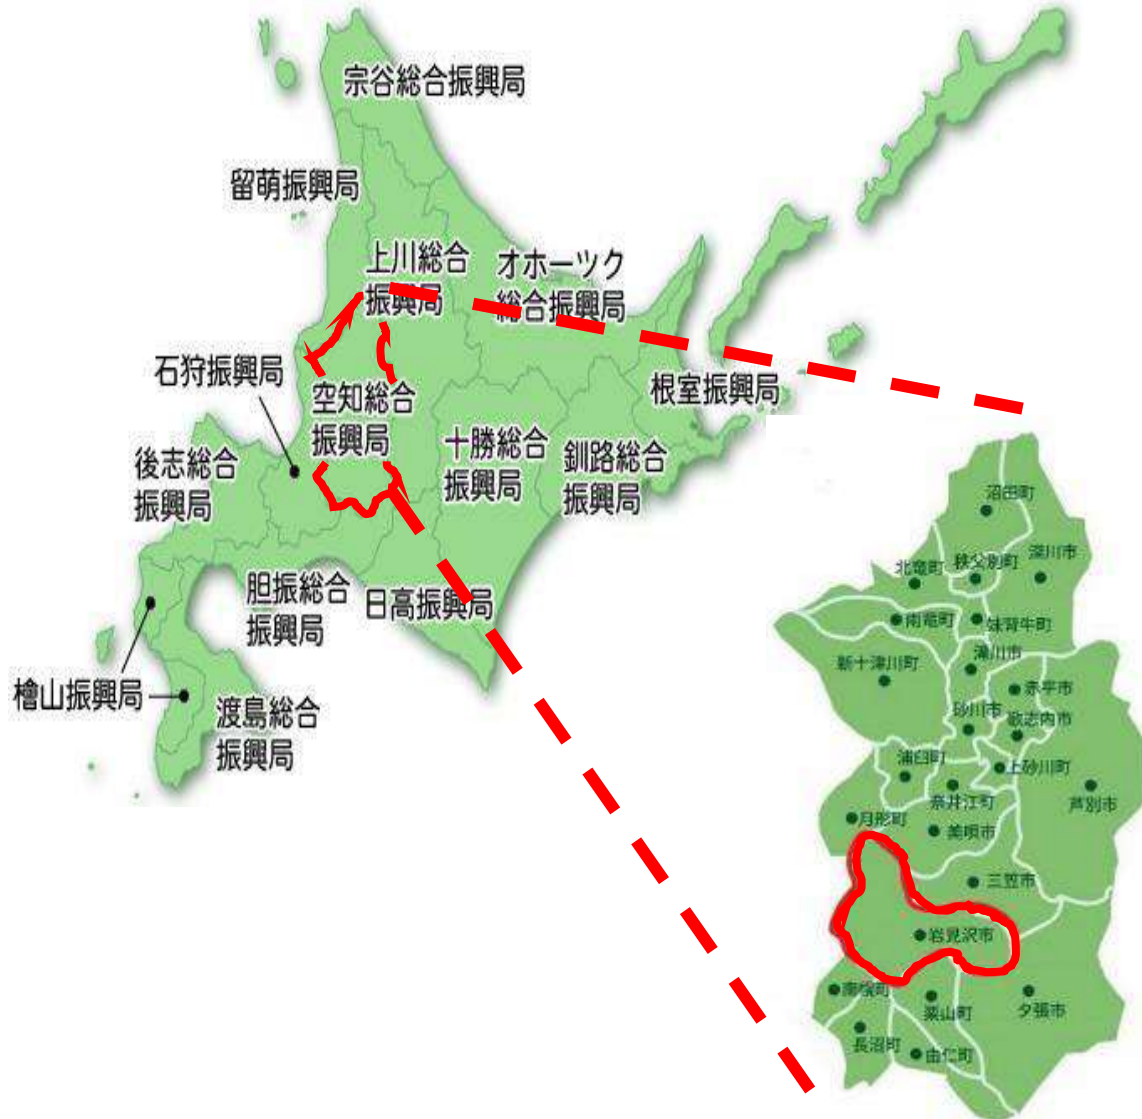 宗谷総合振興局
留萌振興局
上川総合
振興局
オホーツク
総合振興局
石狩振興局
空知総合
振興局
根室振興局
後志総合
振興局
十勝総合
振興局
釧路総合
振興局
胆振総合
振興局
日高振興局
檜山振興局
渡島総合
振興局
沼田町
深川市
秩父別町
北竜町
雨竜町
妹背牛町
滝川市
新十津川町
赤平市
砂川市
歌志内市
浦臼町
上砂川町
奈井江町
芦別市
月形町
美唄市
三笠市
岩見沢市
南幌町
夕張市
栗山町
長沼町
由仁町